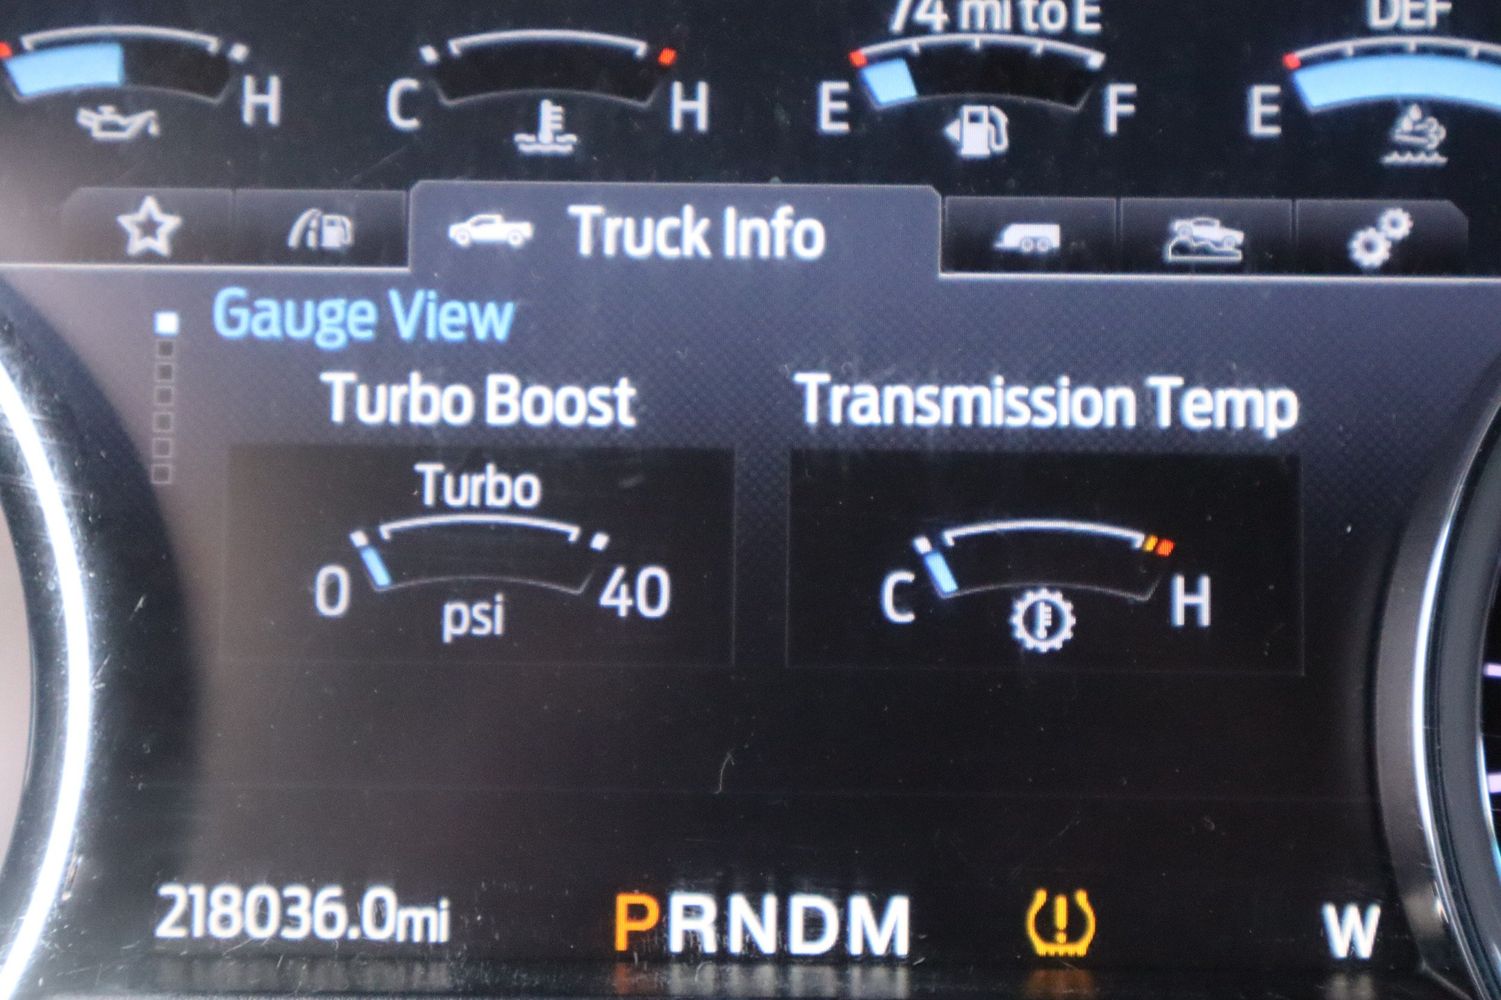 74 mi to E
DEF
H
C
H
E
F
E
Truck Info
Gauge View
Turbo Boost
Transmission Temp
Turbo
0
40
psi
C
H
218036.0mi
PRNDM
W